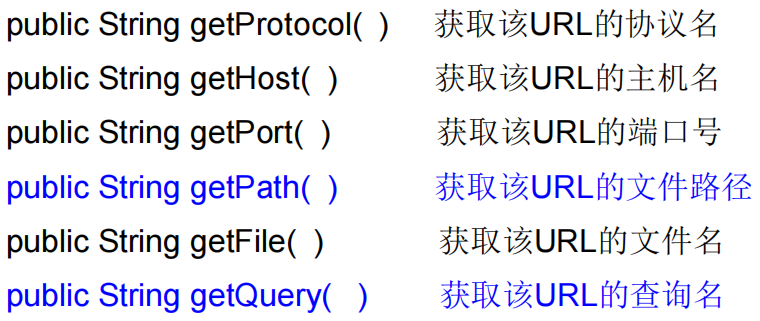 public String getProtocol( ) 获取该URL的协议名
public String getHost( ) 获取该URL的主机名
public String getPort( ) 获取该URL的端口号
public String getPath( ) 获取该URL的文件路径
public String getFile( ) 获取该URL的文件名
public String getQuery( ) 获取该URL的查询名